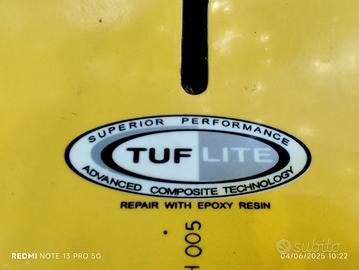 SUPERIOR PERFORMANCE
TUF LITE
ADVANCED COMPOSITE TECHNOLOGY
REPAIR WITH EPOXY RESIN
H 005
REDMI NOTE 13 PRO 5G
subito
04/06/2025 10:22